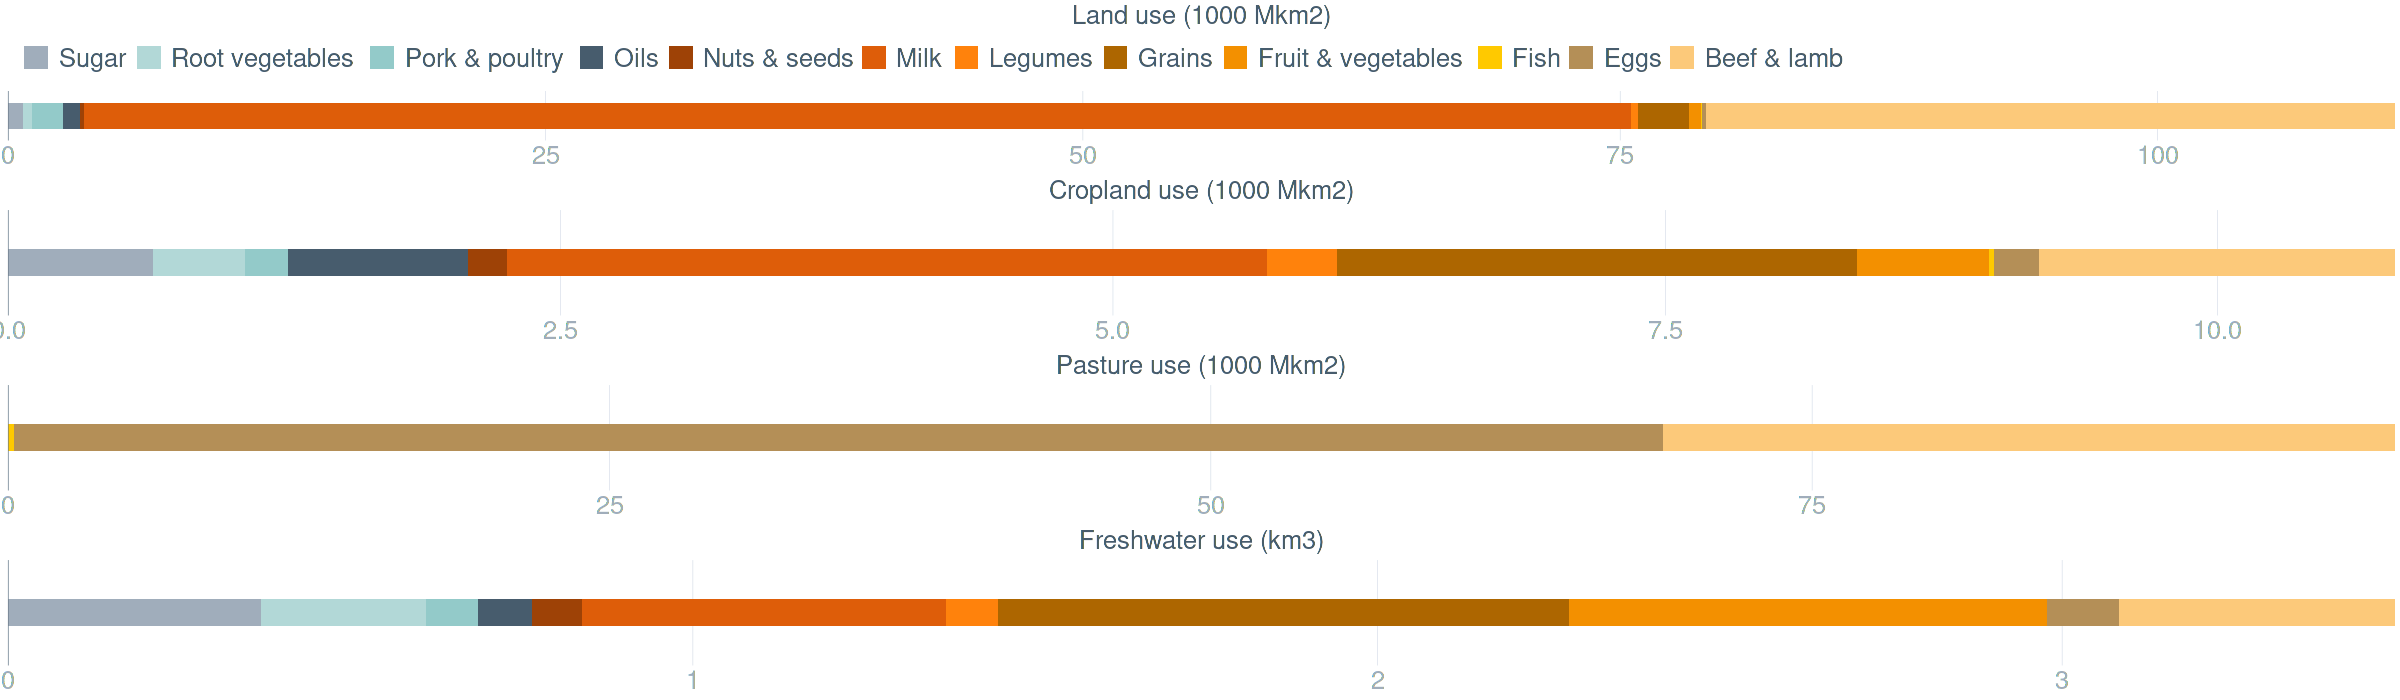 Land use (1000 Mkm2)
Sugar Root vegetables Pork & poultry Oils Nuts & seeds Milk Legumes Grains Fruit & vegetables Fish Eggs Beef & lamb
0 25 50 75 100
Cropland use (1000 Mkm2)
0.0 2.5 5.0 7.5 10.0
Pasture use (1000 Mkm2)
0 25 50 75
Freshwater use (km3)
0 1 2 3